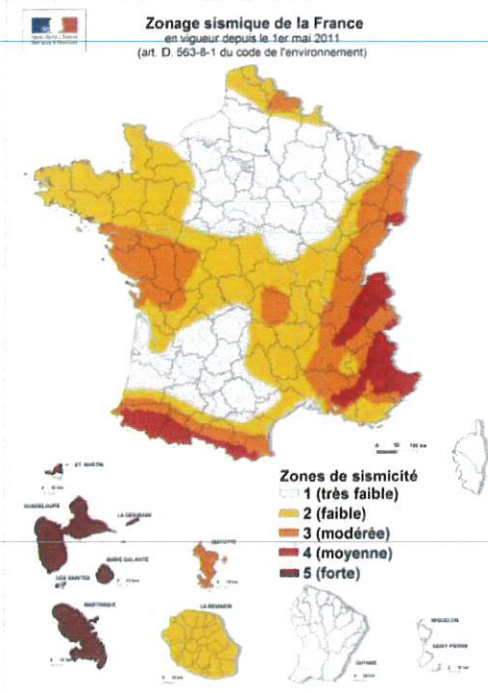 Zonage sismique de la France
en vigueur depuis le 1er mai 2011
(art. D. 563-8-1 du code de l'environnement)
Zones de sismicité
1 (très faible)
2 (faible)
3 (modérée)
4 (moyenne)
5 (forte)
ST MARTIN
GUADELOUPE
LA DESIRADE
MARIE-GALANTE
LES SAINTES
MAYOTTE
MARTINIQUE
LA REUNION
GUYANE
MIQUELON
SAINT-PIERRE